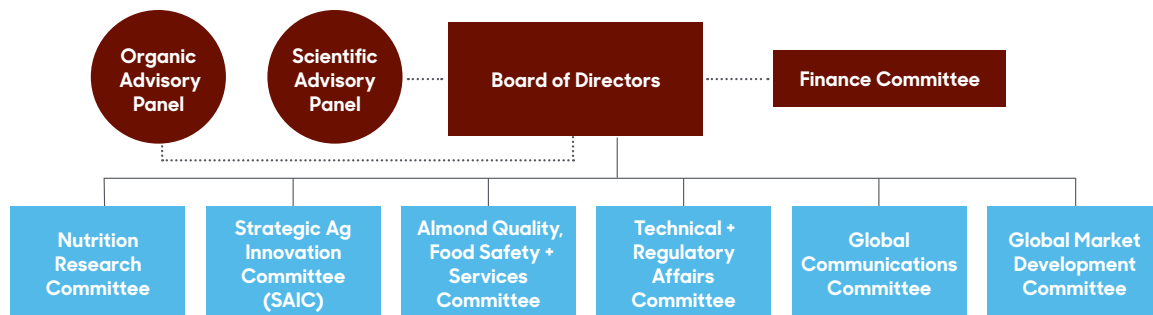 Organic
Advisory
Panel
Scientific
Advisory
Panel
Board of Directors
Finance Committee
Nutrition
Research
Committee
Strategic Ag
Innovation
Committee
(SAIC)
Almond Quality,
Food Safety +
Services
Committee
Technical +
Regulatory
Affairs
Committee
Global
Communications
Committee
Global Market
Development
Committee